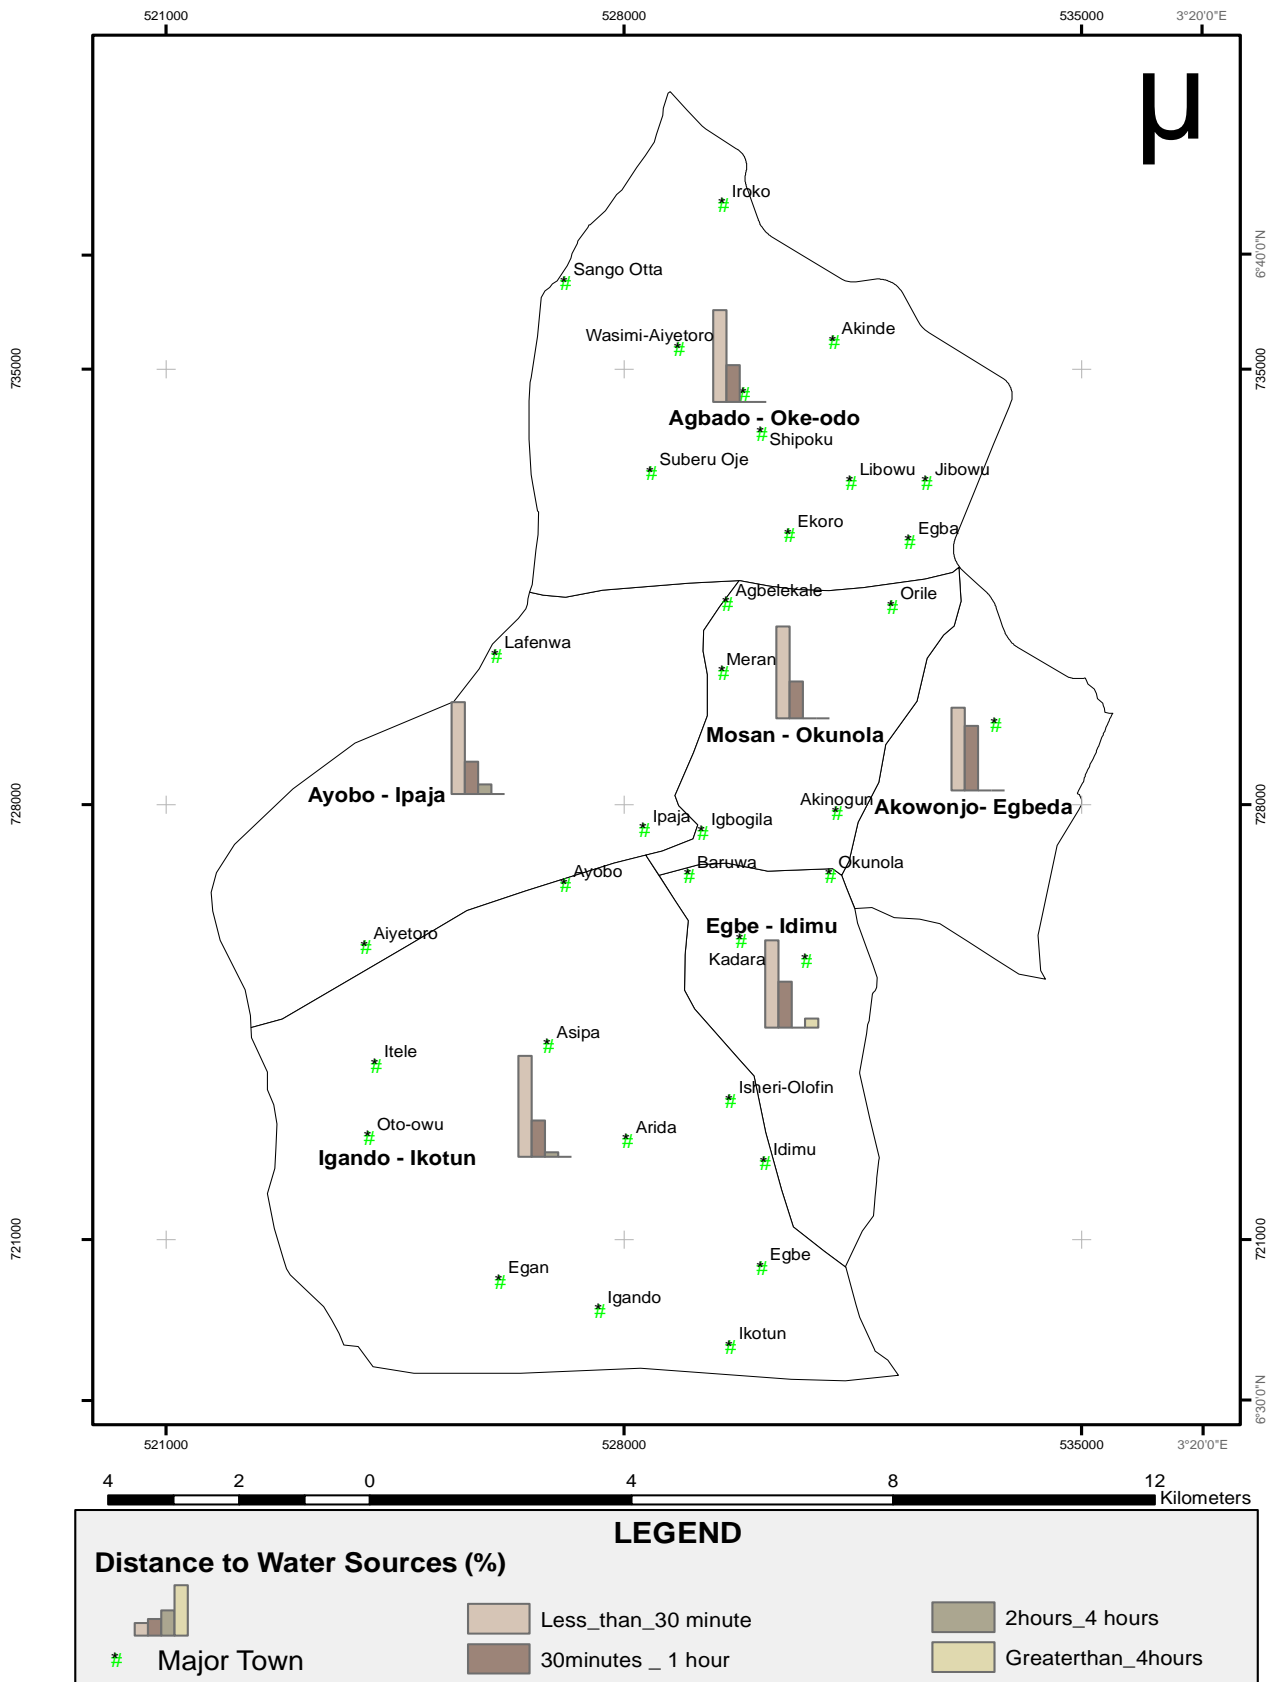 521000 528000 535000 3°20'0"E
µ
Iroko
6°40'0"N
Sango Otta
Wasimi-Aiyetoro
Akinde
735000
735000
Agbado - Oke-odo
Shipoku
Suberu Oje
Libowu
Jibowu
Ekoro
Egba
Agbelekale
Orile
Lafenwa
Meran
Mosan - Okunola
Ayobo - Ipaja
Akinogun
Akowonjo- Egbeda
728000
728000
Ipaja
Igbogila
Baruwa
Okunola
Ayobo
Egbe - Idimu
Aiyetoro
Kadara
Asipa
Itele
Isheri-Olofin
Oto-owu
Arida
Igando - Ikotun
Idimu
721000
721000
Egbe
Egan
Igando
Ikotun
6°30'0"N
521000 528000 535000 3°20'0"E
4 2 0 4 8 12
Kilometers
LEGEND
Distance to Water Sources (%)
Less_than_30 minute
2hours_4 hours
Major Town
30minutes _ 1 hour
Greaterthan_4hours